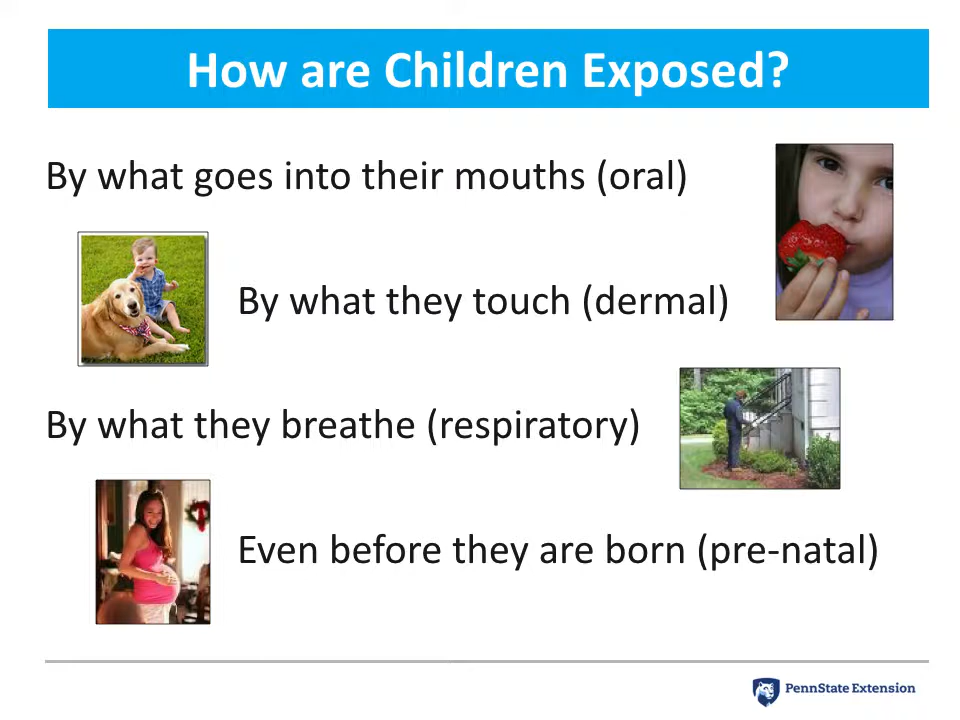 How are Children Exposed?
By what goes into their mouths (oral)
By what they touch (dermal)
By what they breathe (respiratory)
Even before they are born (pre-natal)
PennState Extension